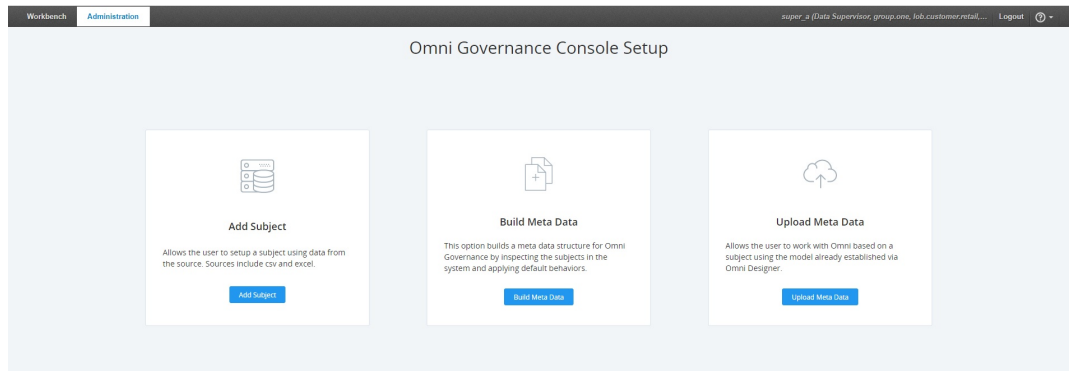 Workbench Administration super_a (Data Supervisor, group.one, lob.customer.retail,... Logout ?
Omni Governance Console Setup
Add Subject
Allows the user to setup a subject using data from
the source. Sources include csv and excel.
Add Subject
Build Meta Data
This option builds a meta data structure for Omni
Governance by inspecting the subjects in the
system and applying default behaviors.
Build Meta Data
Upload Meta Data
Allows the user to work with Omni based on a
subject using the model already established via
Omni Designer.
Upload Meta Data